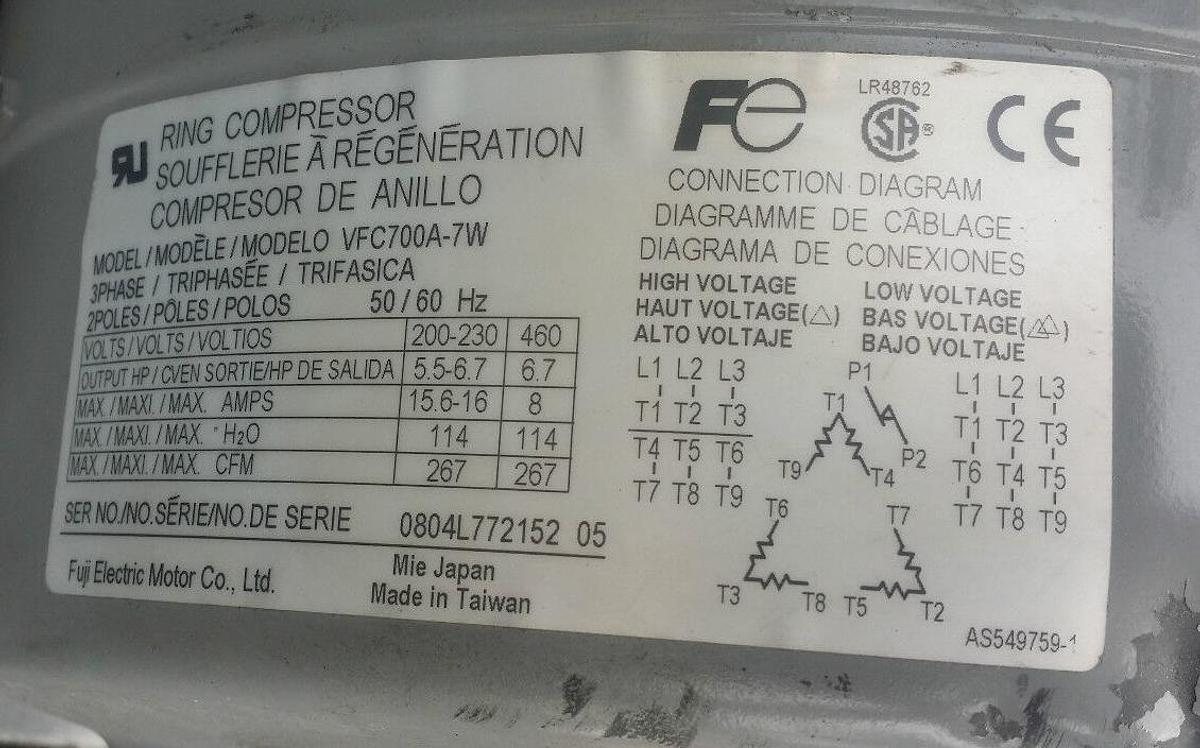 RU RING COMPRESSOR
SOUFFLERIE À RÉGÉNÉRATION
COMPRESOR DE ANILLO
MODEL / MODÈLE / MODELO VFC700A-7W
3PHASE / TRIPHASÉE / TRIFASICA
2POLES / PÔLES / POLOS 50 / 60 Hz
VOLTS / VOLTS / VOLTIOS 200-230 460
OUTPUT HP / CVEN SORTIE/HP DE SALIDA 5.5-6.7 6.7
MAX. / MAXI. / MAX. AMPS 15.6-16 8
MAX. / MAXI. / MAX. " H2O 114 114
MAX. / MAXI. / MAX. CFM 267 267
SER NO./NO.SÉRIE/NO.DE SERIE 0804L772152 05
Fuji Electric Motor Co., Ltd.
Mie Japan
Made in Taiwan
Fe
LR48762
SA ®
CE
CONNECTION DIAGRAM
DIAGRAMME DE CÂBLAGE
DIAGRAMA DE CONEXIONES
HIGH VOLTAGE
HAUT VOLTAGE(△)
ALTO VOLTAJE
L1 L2 L3
T1 T2 T3
T4 T5 T6
T7 T8 T9
LOW VOLTAGE
BAS VOLTAGE(△△)
BAJO VOLTAJE
P1
P2
T1
T9 T4
T6 T7
T3 T8 T5 T2
L1 L2 L3
T1 T2 T3
T6 T4 T5
T7 T8 T9
AS549759-1